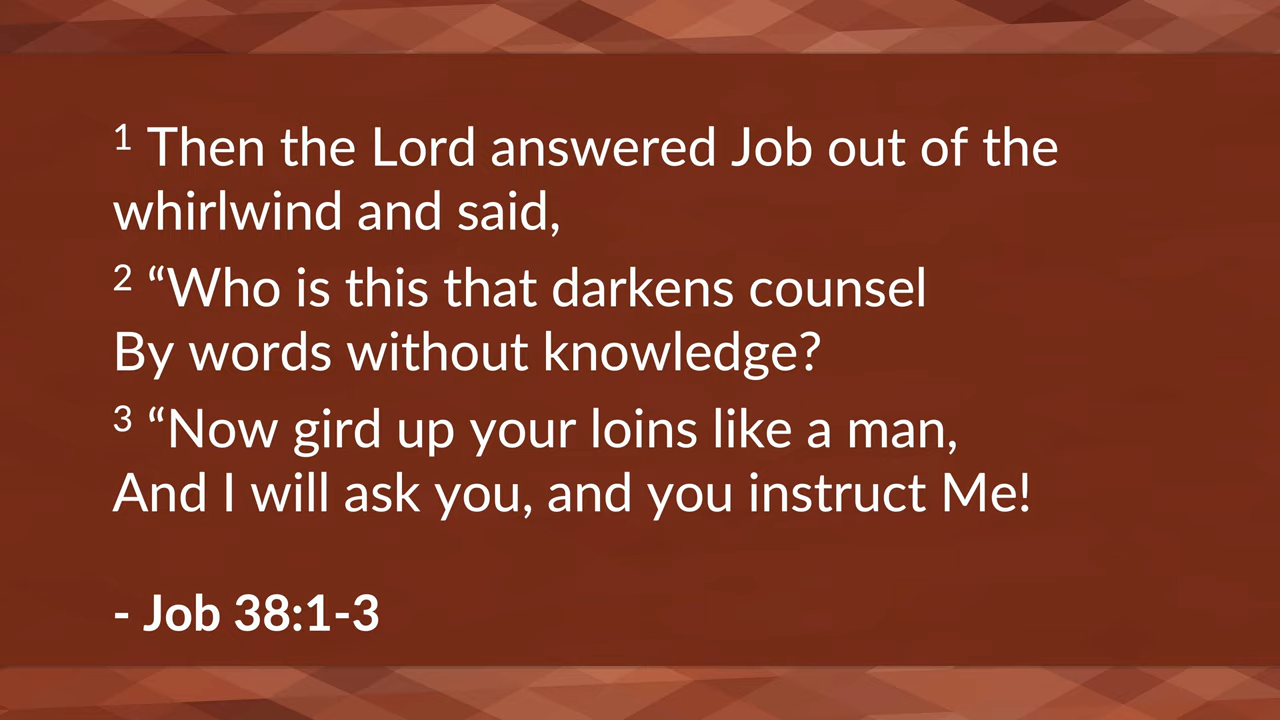 1 Then the Lord answered Job out of the
whirlwind and said,
2 “Who is this that darkens counsel
By words without knowledge?
3 “Now gird up your loins like a man,
And I will ask you, and you instruct Me!
- Job 38:1-3